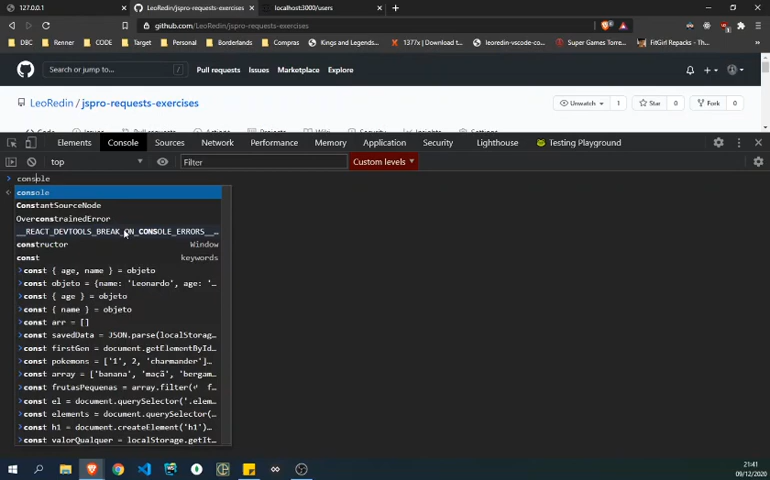 127.0.0.1
LeoRedin/jspro-requests-exercises
localhost:3000/users
github.com/LeoRedin/jspro-requests-exercises
DBC
Renner
CODE
Target
Personal
Borderlands
Compras
Kings and Legends...
1377x | Download t...
leoredin-vscode-co...
Super Games Torre...
FitGirl Repacks - Th...
Search or jump to...
/
Pull requests
Issues
Marketplace
Explore
LeoRedin / jspro-requests-exercises
Unwatch
1
Star
0
Fork
0
Elements
Console
Sources
Network
Performance
Memory
Application
Security
Lighthouse
Testing Playground
top
Filter
Custom levels
console
console
ConstantSourceNode
OverconstrainedError
__REACT_DEVTOOLS_BREAK_ON_CONSOLE_ERRORS__…
constructor Window
const keywords
const { age, name } = objeto
const objeto = {name: 'Leonardo', age: '…
const { age } = objeto
const { name } = objeto
const arr = []
const savedData = JSON.parse(localStorag…
const firstGen = document.getElementById…
const pokemons = ['1', 2, 'charmander']…
const array = ['banana', 'maçã', 'bergam…
const frutasPequenas = array.filter(↵ f…
const el = document.querySelector('.elem…
const elements = document.querySelector(…
const h1 = document.createElement('h1')…
const valorQualquer = localStorage.getIt…
21:41
09/12/2020